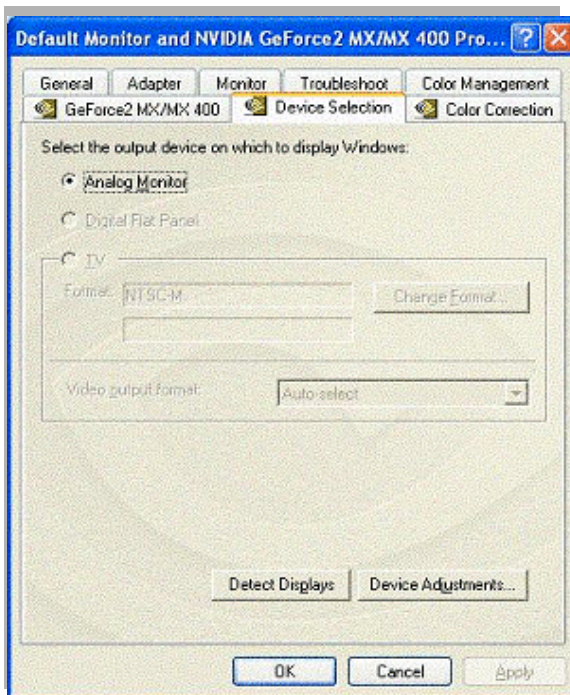 Default Monitor and NVIDIA GeForce2 MX/MX 400 Pro... ?
General Adapter Monitor Troubleshoot Color Management
GeForce2 MX/MX 400 Device Selection Color Correction
Select the output device on which to display Windows:
Analog Monitor
Digital Flat Panel
TV
Format: NTSC-M Change Format...
Video output format: Auto-select
Detect Displays Device Adjustments...
OK Cancel Apply